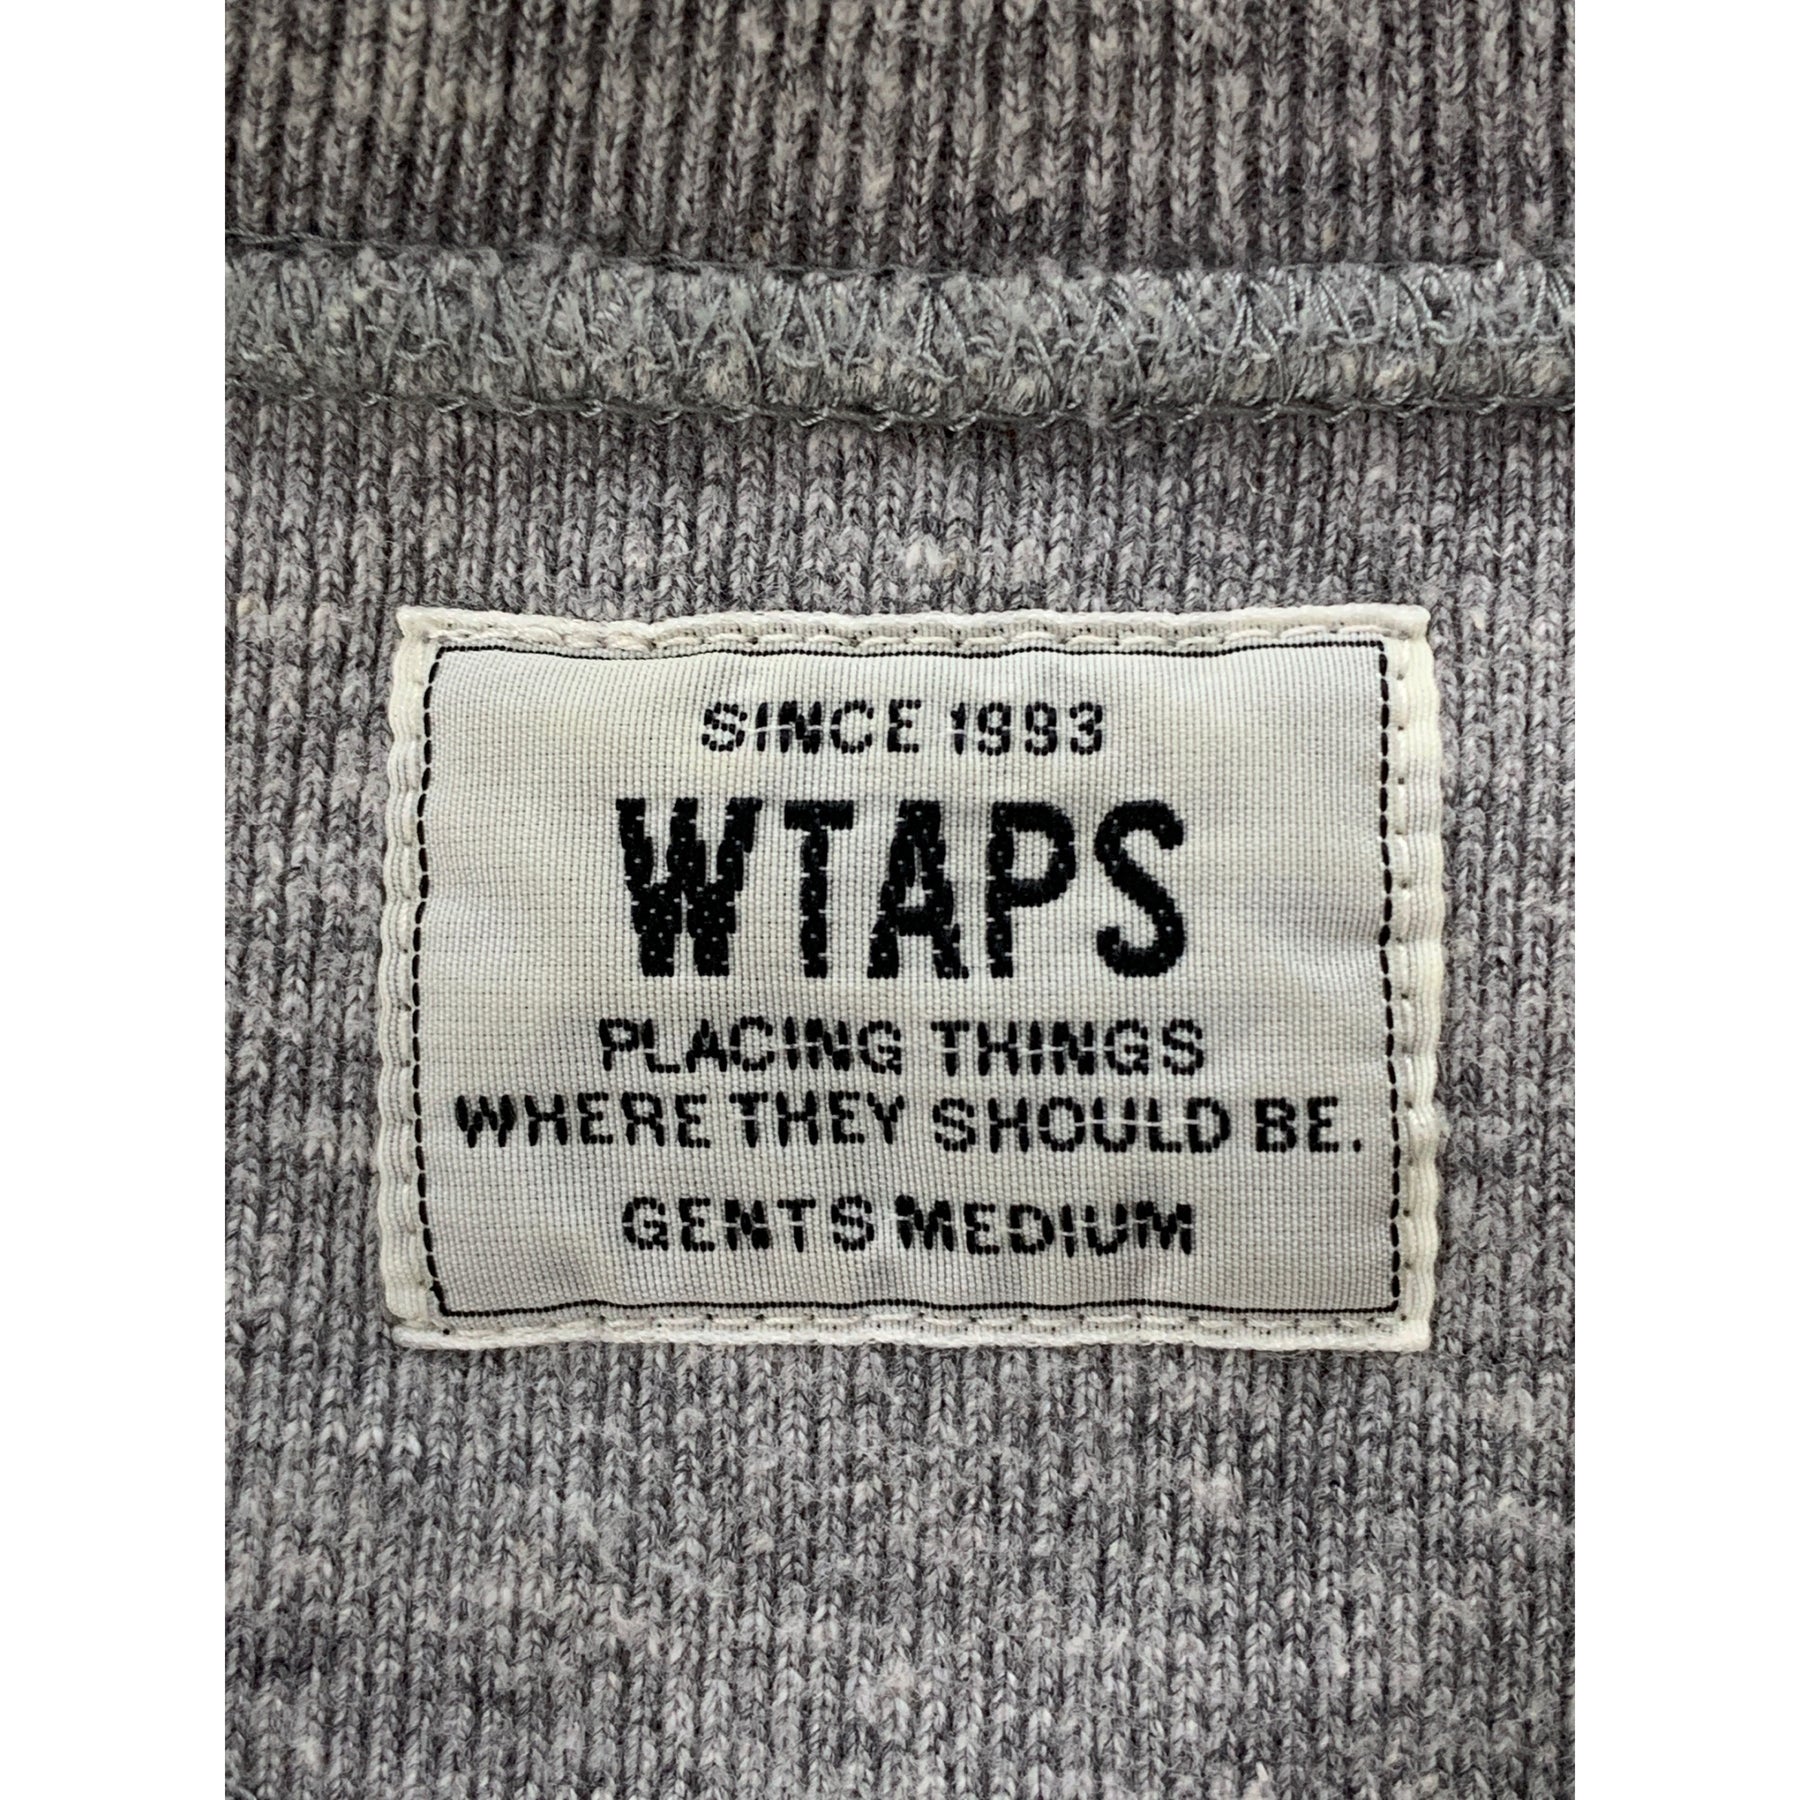 SINCE 1993
WTAPS
PLACING THINGS
WHERE THEY SHOULD BE.
GENTS MEDIUM